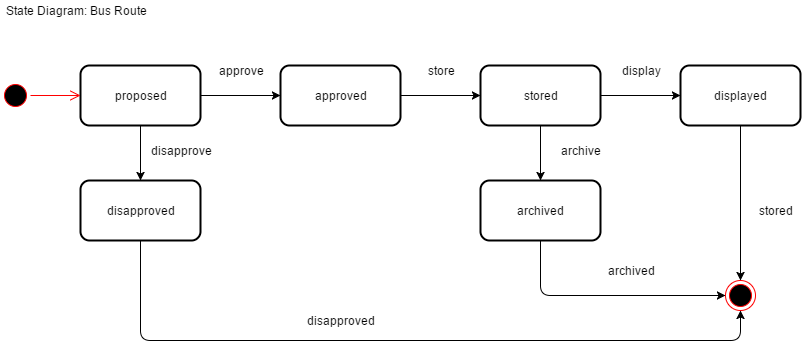 State Diagram: Bus Route
approve
store
display
proposed
approved
stored
displayed
disapprove
archive
disapproved
archived
stored
archived
disapproved